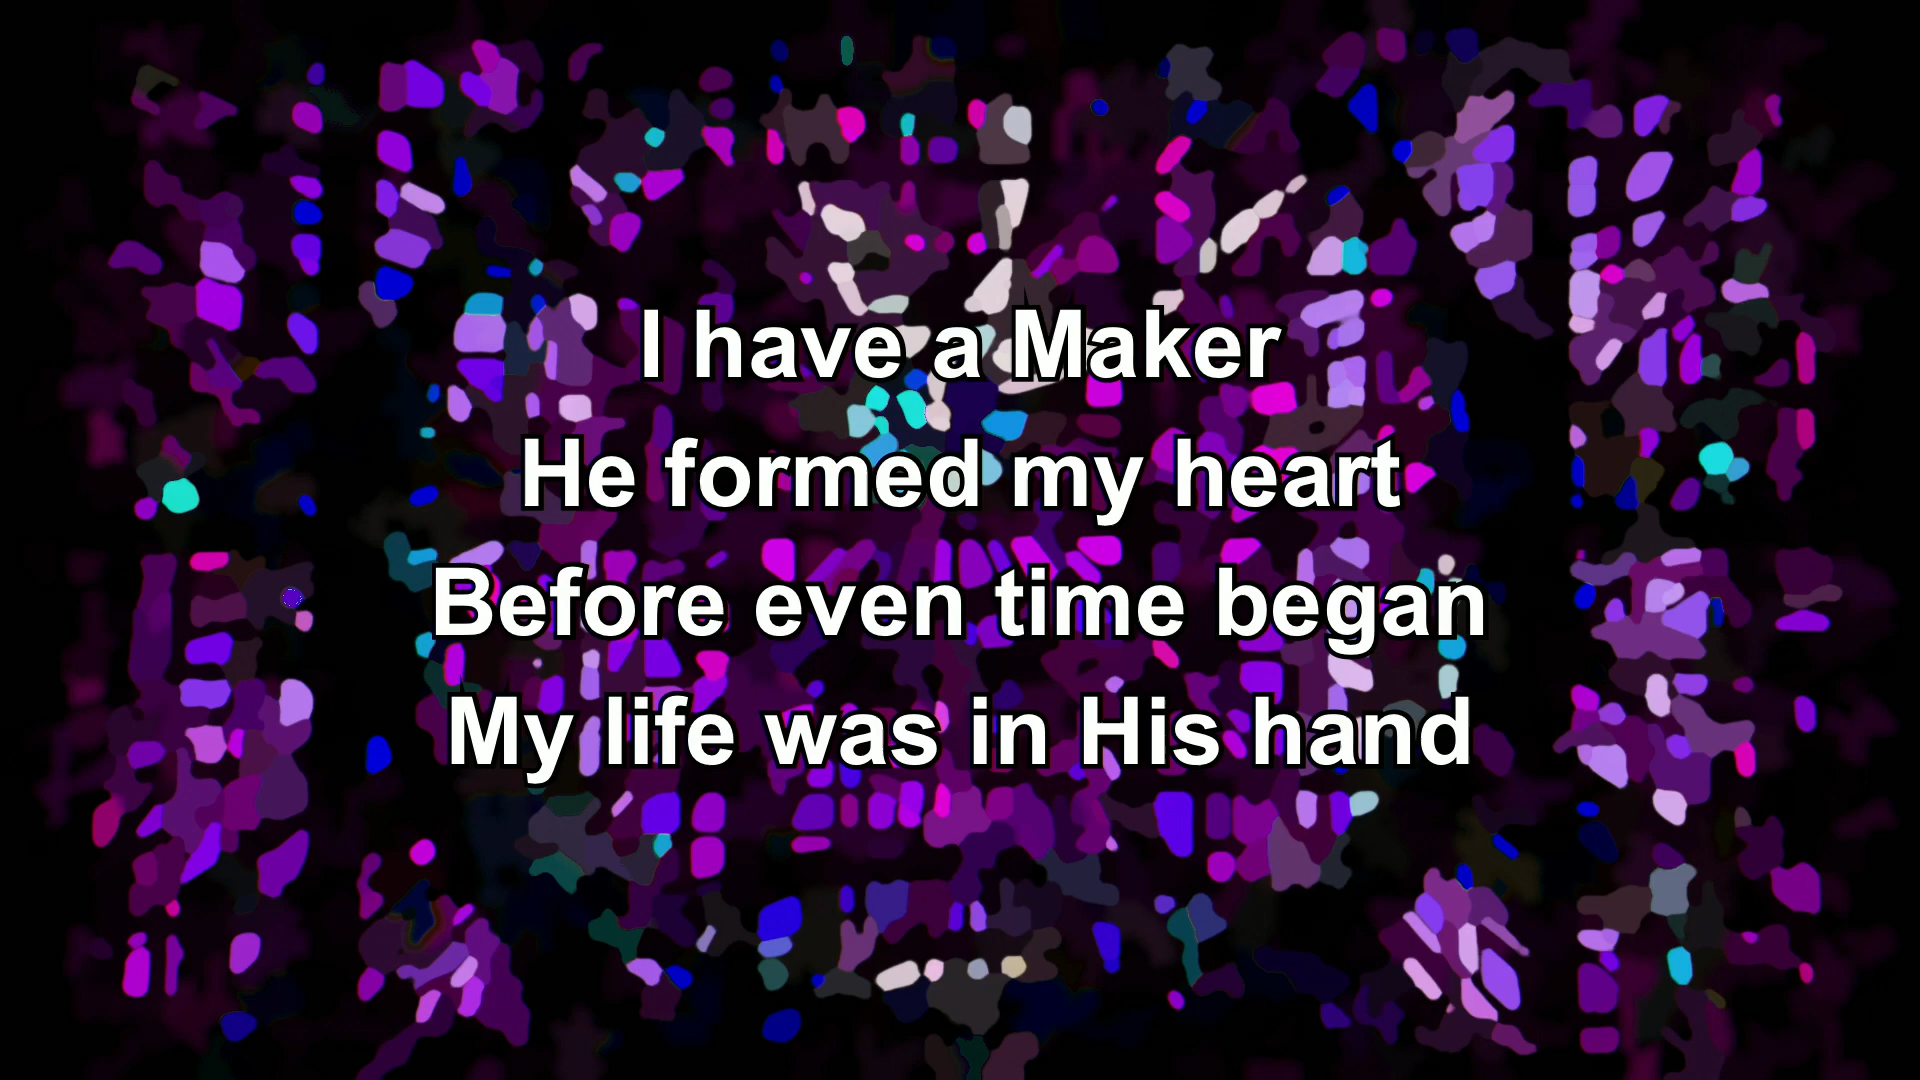 I have a Maker
He formed my heart
Before even time began
My life was in His hand